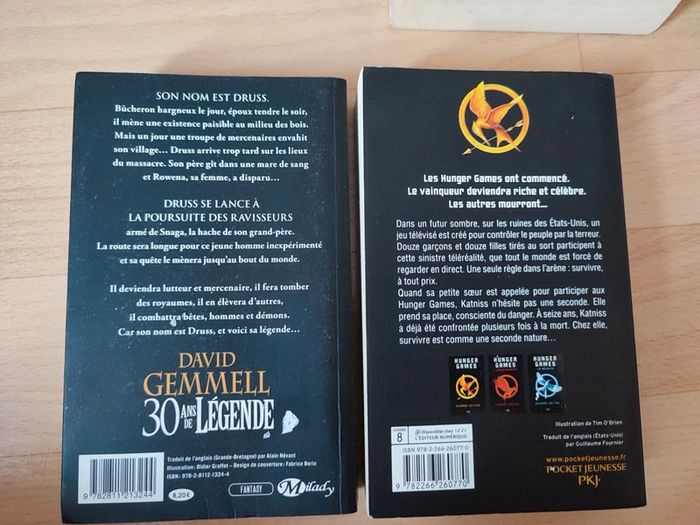 SON NOM EST DRUSS.
Bûcheron hargneux le jour, époux tendre le soir,
il mène une existence paisible au milieu des bois.
Mais un jour une troupe de mercenaires envahit
son village… Druss arrive trop tard sur les lieux
du massacre. Son père gît dans une mare de sang
et Rowena, sa femme, a disparu…
DRUSS SE LANCE À
LA POURSUITE DES RAVISSEURS
armé de Snaga, la hache de son grand-père.
La route sera longue pour ce jeune homme inexpérimenté
et sa quête le mènera jusqu'au bout du monde.
Il deviendra lutteur et mercenaire, il fera tomber
des royaumes, il en élèvera d'autres,
il combattra bêtes, hommes et démons.
Car son nom est Druss, et voici sa légende…
DAVID
GEMMELL
30 ANS DE LÉGENDE
Traduit de l'anglais (Grande-Bretagne) par Alain Névant
Illustration: Didier Graffet - Design de couverture: Fabrice Borio
ISBN: 978-2-8112-1324-4
9 782811 213244
8,20€
FANTASY
Milady
Les Hunger Games ont commencé.
Le vainqueur deviendra riche et célèbre.
Les autres mourront…
Dans un futur sombre, sur les ruines des États-Unis, un
jeu télévisé est créé pour contrôler le peuple par la terreur.
Douze garçons et douze filles tirés au sort participent à
cette sinistre téléréalité, que tout le monde est forcé de
regarder en direct. Une seule règle dans l'arène : survivre,
à tout prix.
Quand sa petite sœur est appelée pour participer aux
Hunger Games, Katniss n'hésite pas une seconde. Elle
prend sa place, consciente du danger. À seize ans, Katniss
a déjà été confrontée plusieurs fois à la mort. Chez elle,
survivre est comme une seconde nature…
HUNGER
GAMES
HUNGER
GAMES
HUNGER
GAMES
Illustration de Tim O'Brien
8
Disponible chez 12-21
L'ÉDITEUR NUMÉRIQUE
Traduit de l'anglais (États-Unis)
par Guillaume Fournier
ISBN 978-2-266-26077-0
9 782266 260770
www.pocketjeunesse.fr
POCKET JEUNESSE
PKJ·